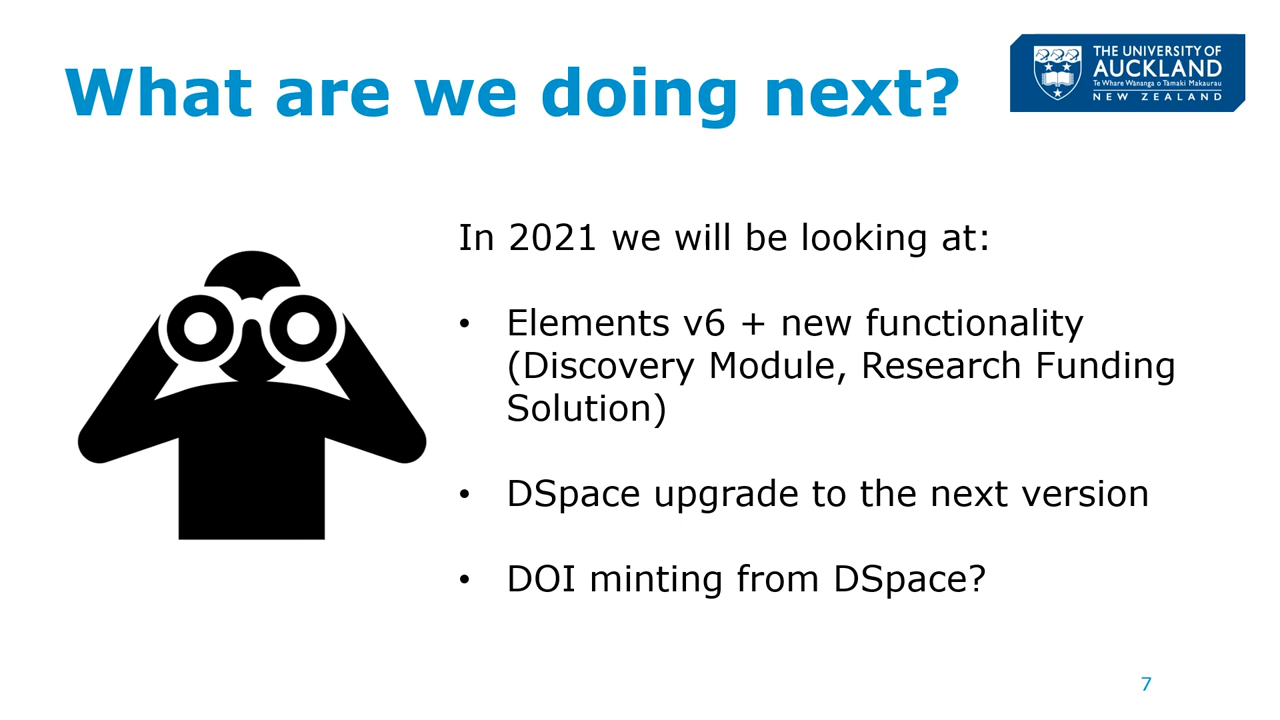 What are we doing next?
THE UNIVERSITY OF
AUCKLAND
Te Whare Wānanga o Tāmaki Makaurau
NEW ZEALAND
In 2021 we will be looking at:
• Elements v6 + new functionality
(Discovery Module, Research Funding
Solution)
• DSpace upgrade to the next version
• DOI minting from DSpace?
7